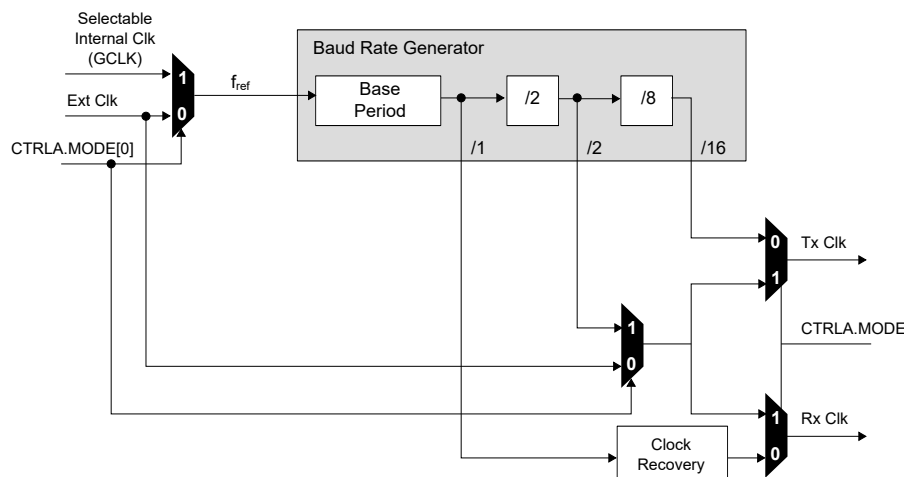 Selectable
Internal Clk
(GCLK)
1
Ext Clk
0
CTRLA.MODE[0]
fref
Baud Rate Generator
Base
Period
/2
/8
/1
/2
/16
0
Tx Clk
1
1
0
CTRLA.MODE
1
Rx Clk
0
Clock
Recovery